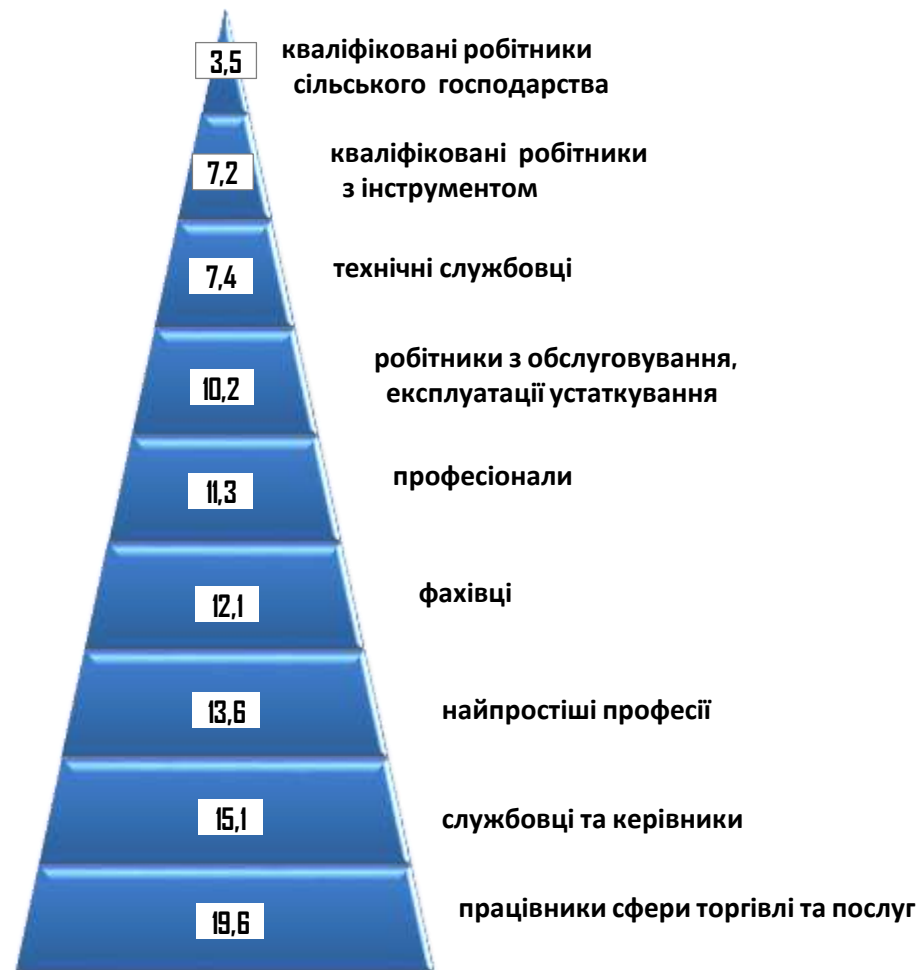 3,5
кваліфіковані робітники
сільського господарства
7,2
кваліфіковані робітники
з інструментом
7,4
технічні службовці
10,2
робітники з обслуговування,
експлуатації устаткування
11,3
професіонали
12,1
фахівці
13,6
найпростіші професії
15,1
службовці та керівники
19,6
працівники сфери торгівлі та послуг